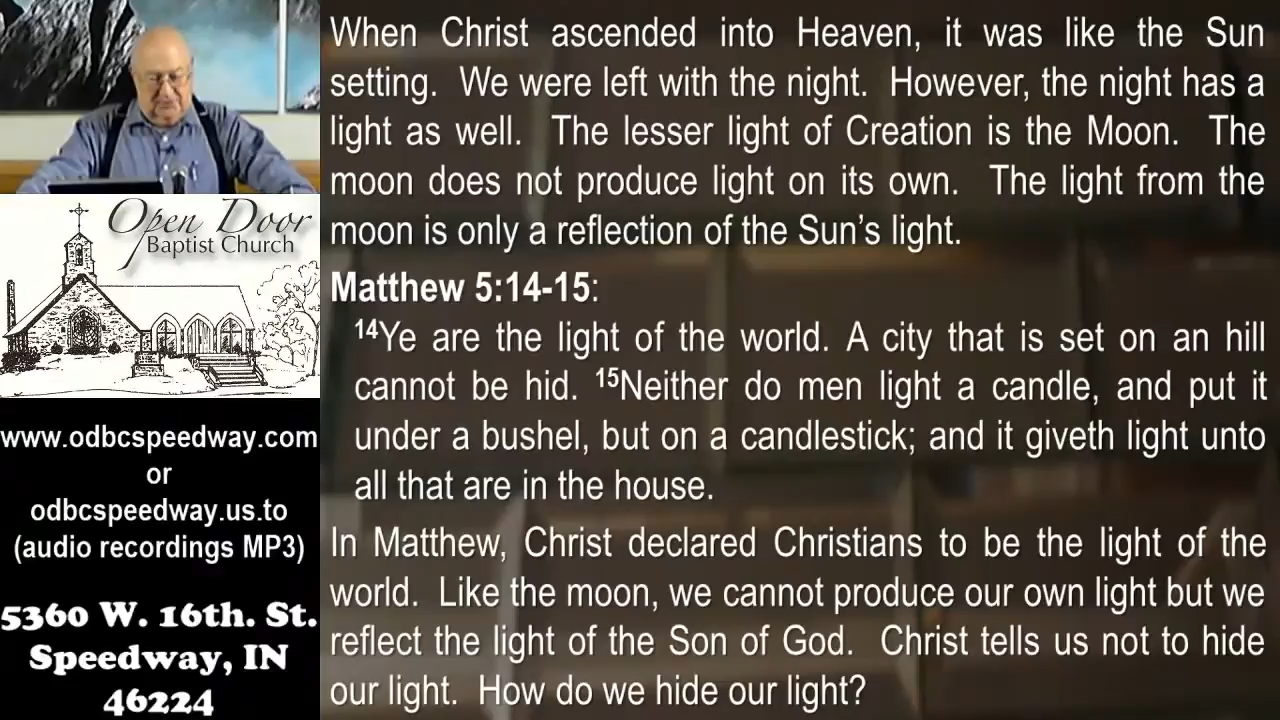 When Christ ascended into Heaven, it was like the Sun
setting. We were left with the night. However, the night has a
light as well. The lesser light of Creation is the Moon. The
moon does not produce light on its own. The light from the
moon is only a reflection of the Sun’s light.
Matthew 5:14-15:
14Ye are the light of the world. A city that is set on an hill
cannot be hid. 15Neither do men light a candle, and put it
under a bushel, but on a candlestick; and it giveth light unto
all that are in the house.
In Matthew, Christ declared Christians to be the light of the
world. Like the moon, we cannot produce our own light but we
reflect the light of the Son of God. Christ tells us not to hide
our light. How do we hide our light?
Open Door
Baptist Church
www.odbcspeedway.com
or
odbcspeedway.us.to
(audio recordings MP3)
5360 W. 16th. St.
Speedway, IN
46224